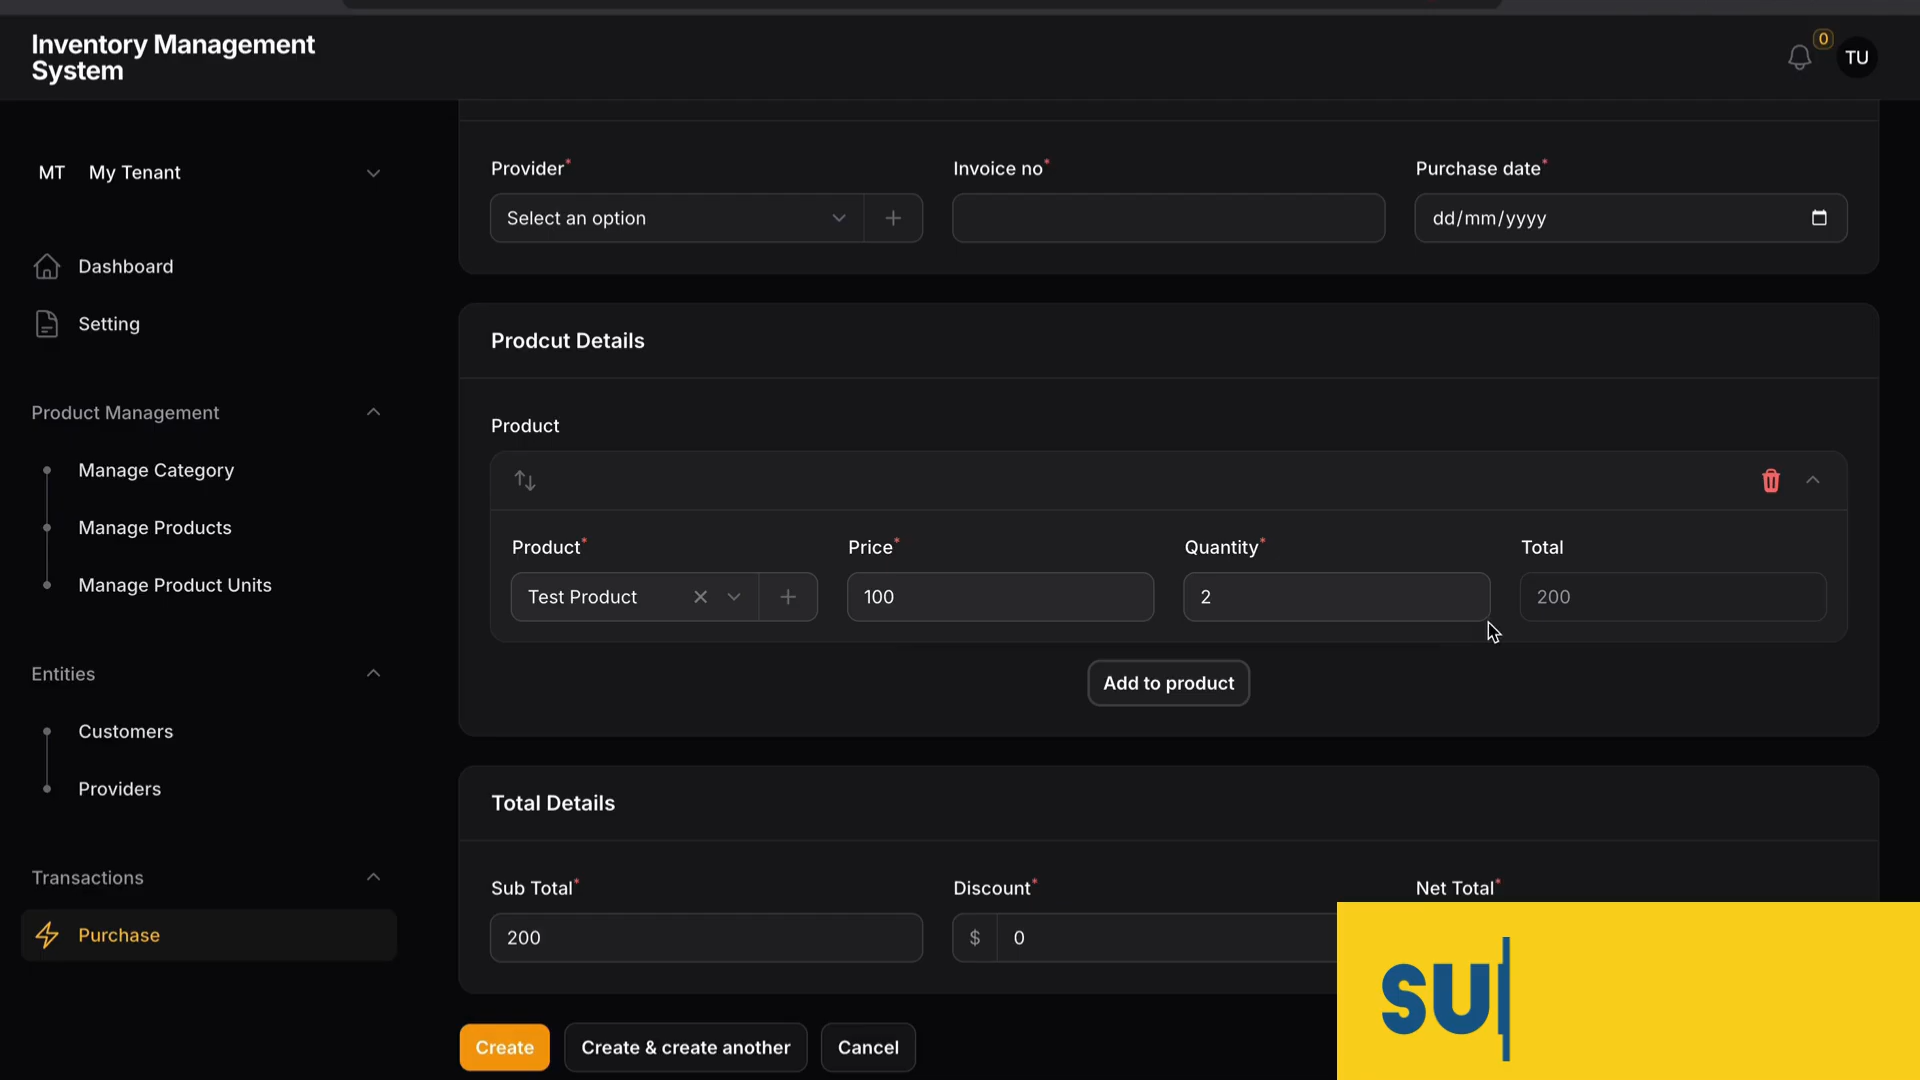 Inventory Management
System
0
TU
MT My Tenant
Dashboard
Setting
Product Management
Manage Category
Manage Products
Manage Product Units
Entities
Customers
Providers
Transactions
Purchase
Provider* Invoice no* Purchase date*
Select an option + dd/mm/yyyy
Prodcut Details
Product
Product* Price* Quantity* Total
Test Product + 100 2 200
Add to product
Total Details
Sub Total* Discount* Net Total*
200 $ 0
Create Create & create another Cancel
SU